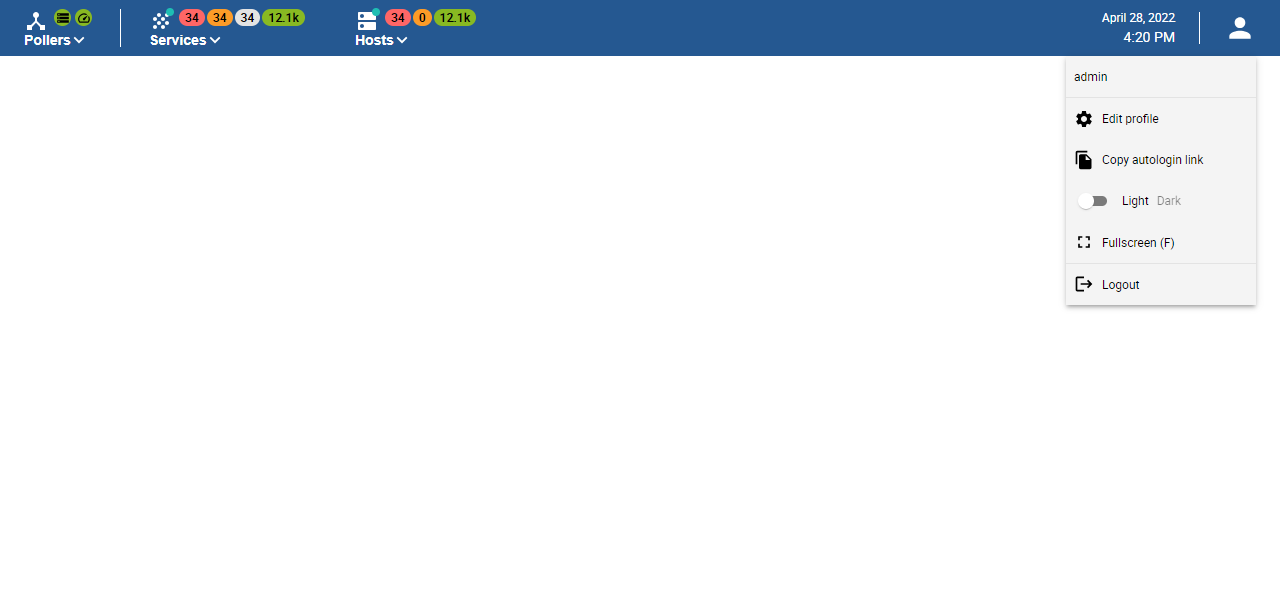 34 34 34 12.1k
34 0 12.1k
April 28, 2022
Pollers
Services
Hosts
4:20 PM
admin
Edit profile
Copy autologin link
Light Dark
Fullscreen (F)
Logout